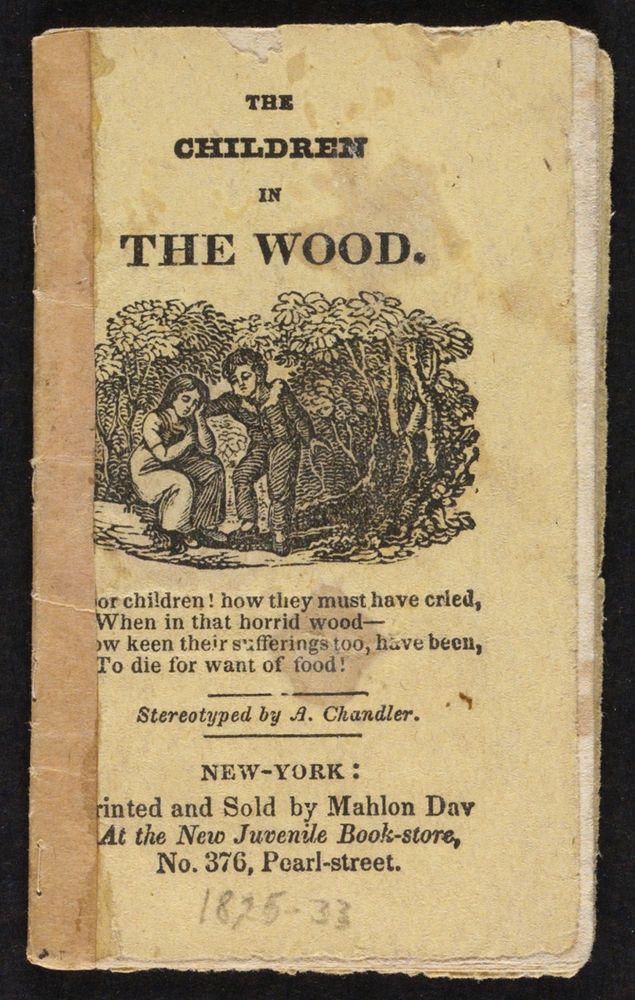 THE
CHILDREN
IN
THE WOOD.
or children! how they must have cried,
When in that horrid wood—
ow keen their sufferings too, have been,
To die for want of food!
Stereotyped by A. Chandler.
NEW-YORK:
rinted and Sold by Mahlon Day
At the New Juvenile Book-store,
No. 376, Pearl-street.
1825-33